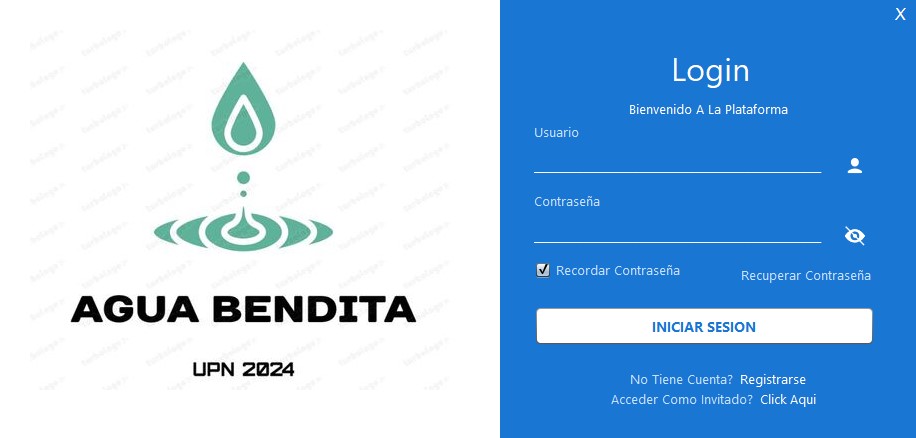 AGUA BENDITA
UPN 2024
X
Login
Bienvenido A La Plataforma
Usuario
Contraseña
Recordar Contraseña
Recuperar Contraseña
INICIAR SESION
No Tiene Cuenta? Registrarse
Acceder Como Invitado? Click Aqui